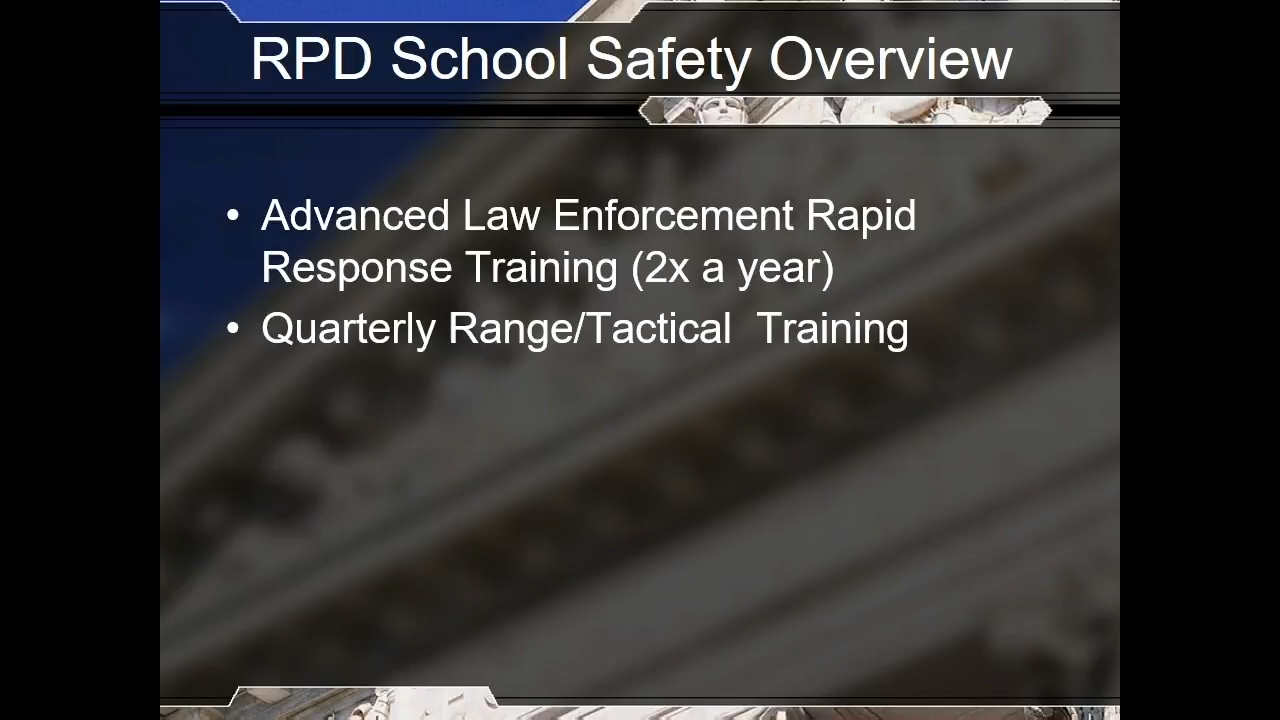 RPD School Safety Overview
• Advanced Law Enforcement Rapid
Response Training (2x a year)
• Quarterly Range/Tactical  Training